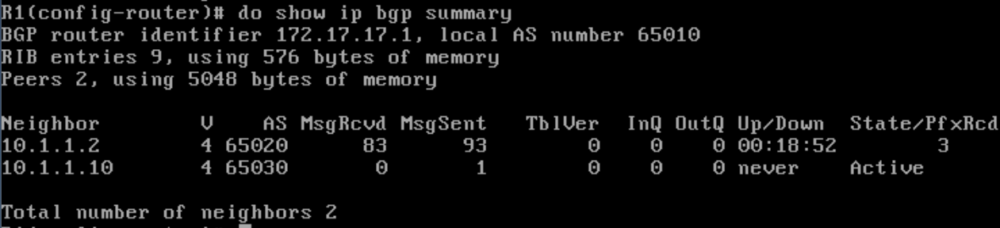 R1(config-router)# do show ip bgp summary
BGP router identifier 172.17.17.1, local AS number 65010
RIB entries 9, using 576 bytes of memory
Peers 2, using 5048 bytes of memory
Neighbor V AS MsgRcvd MsgSent TblVer InQ OutQ Up/Down State/PfxRcd
10.1.1.2 4 65020 83 93 0 0 0 00:18:52 3
10.1.1.10 4 65030 0 1 0 0 0 never Active
Total number of neighbors 2